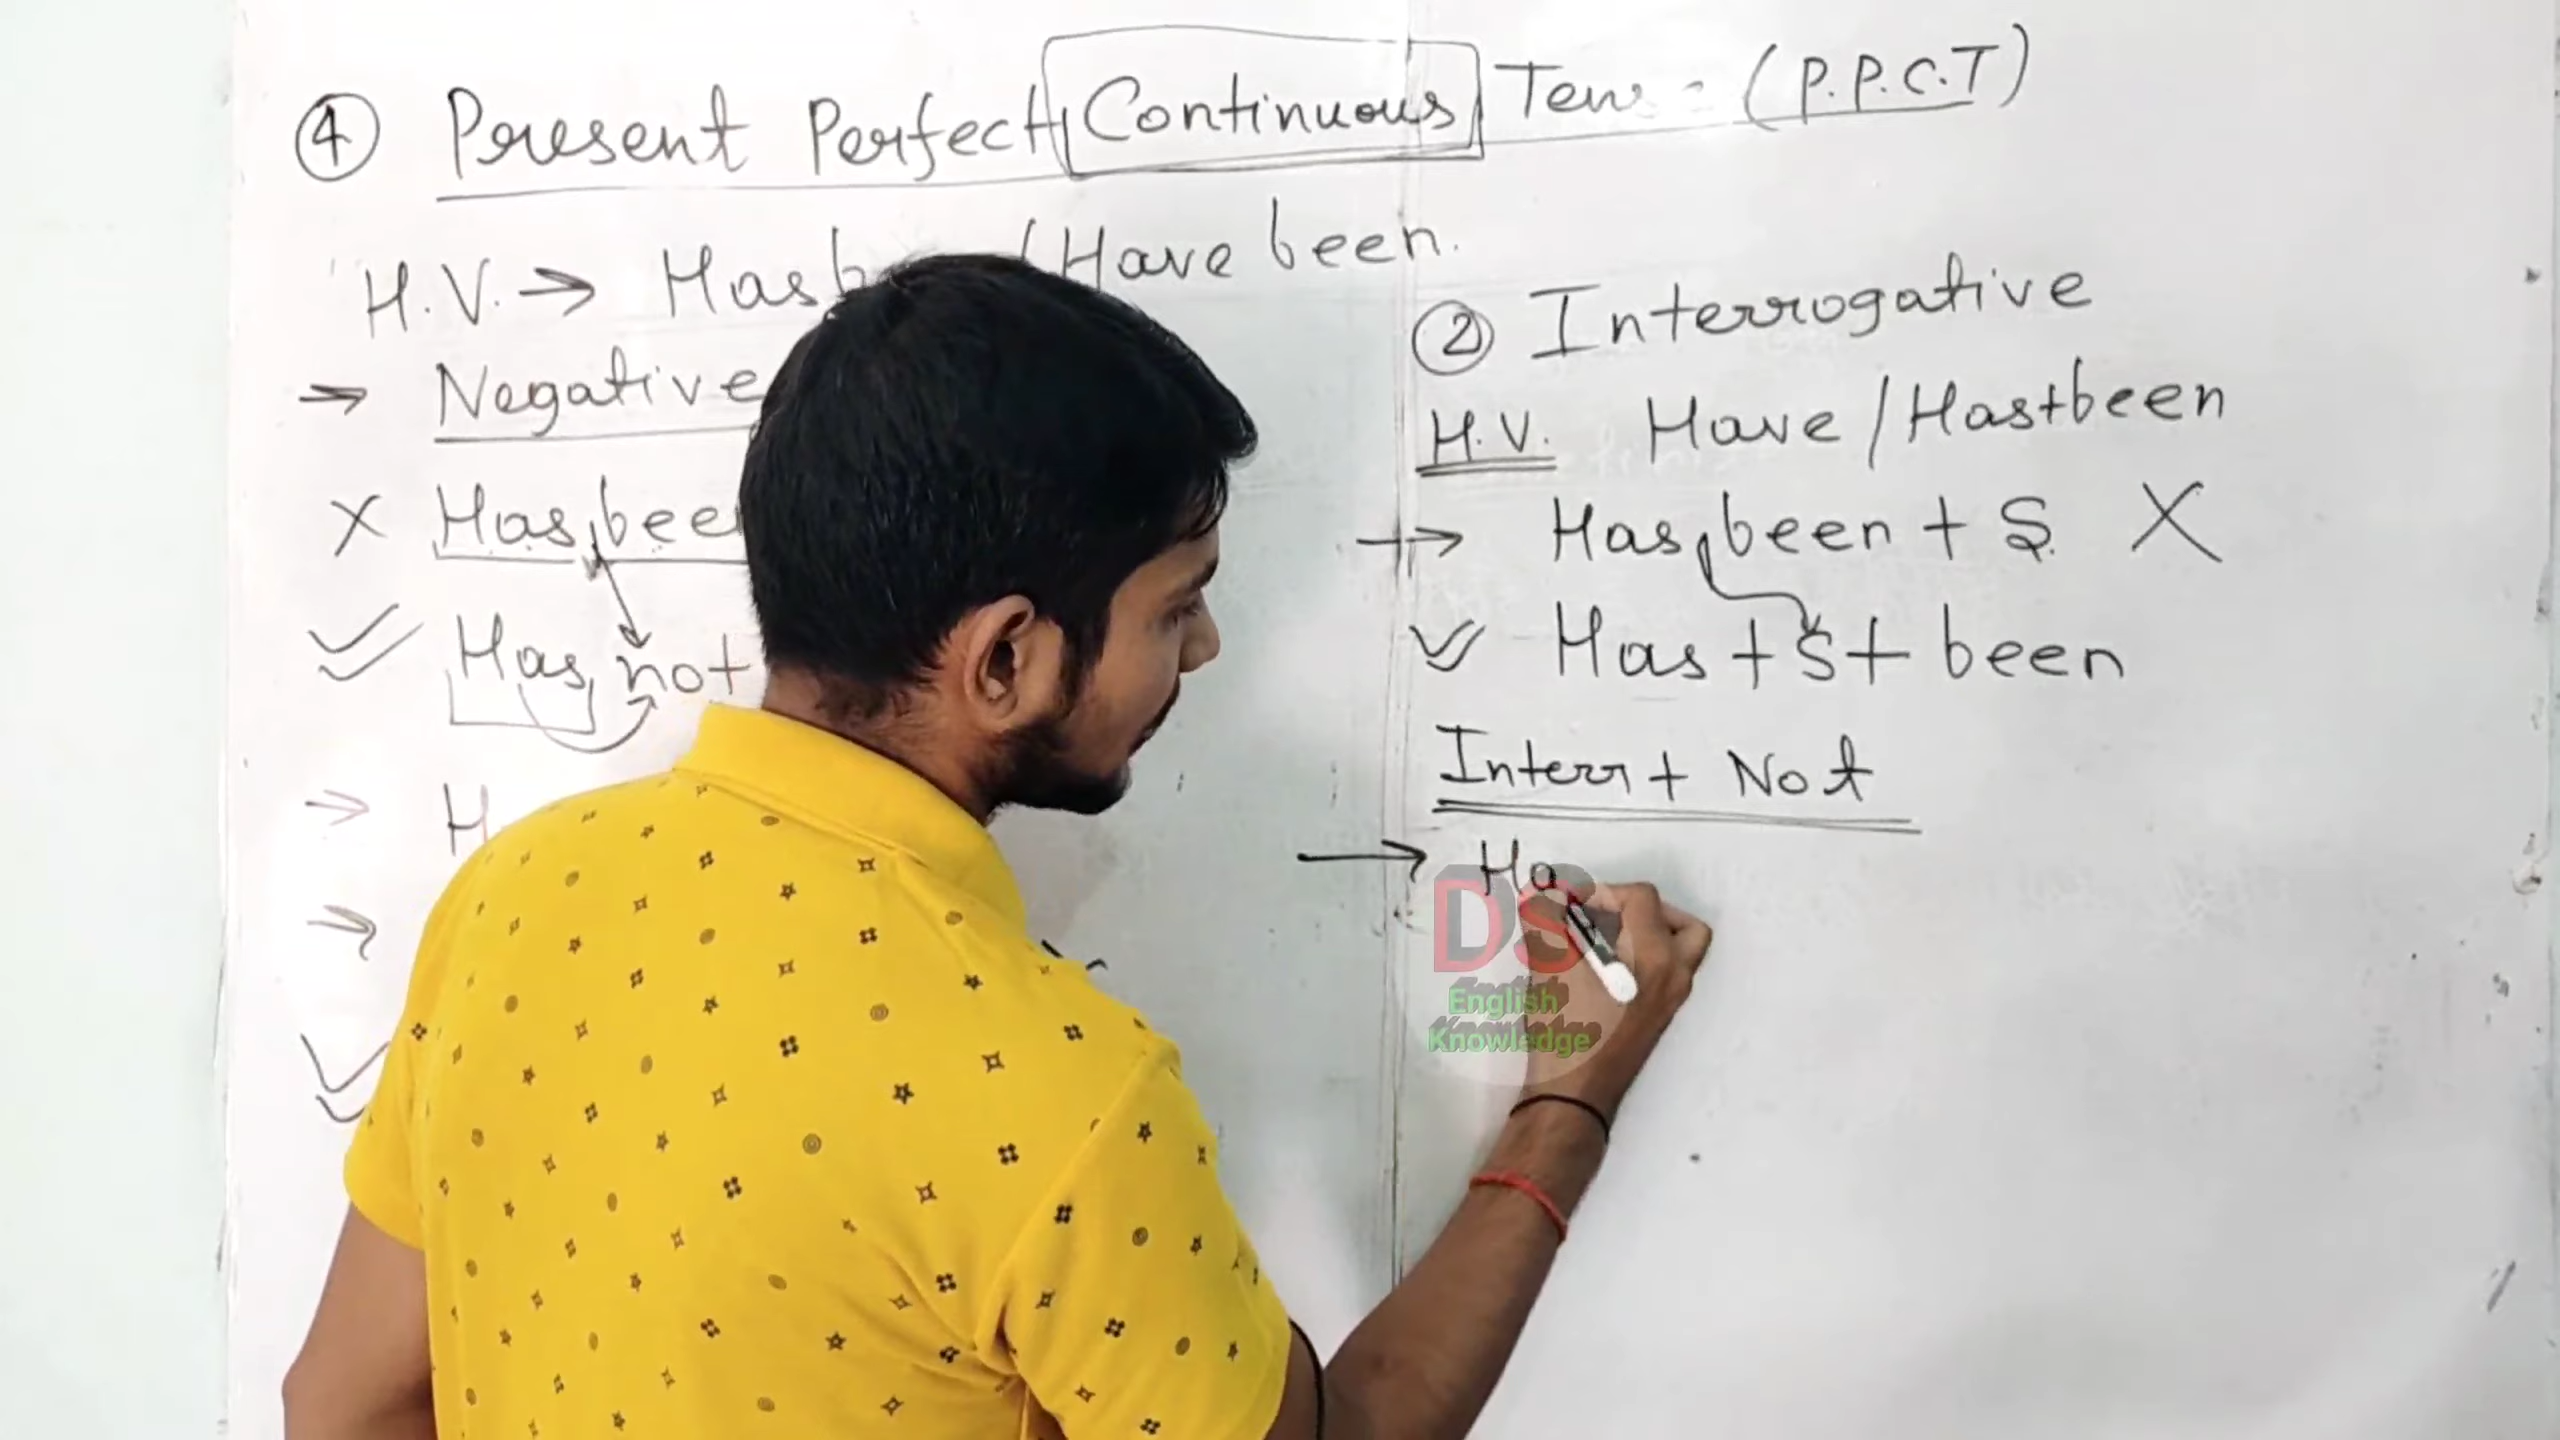 ④ Present Perfect Continuous Tense (P.P.C.T)
H.V. → Has / Have been.
→ Negative
X Has
Has not
→ H
② Interrogative
H.V. Have / Has+been
→ Has been + S X
Has + S + been
Interr + Not
→ Ha
DS
English
Knowledge